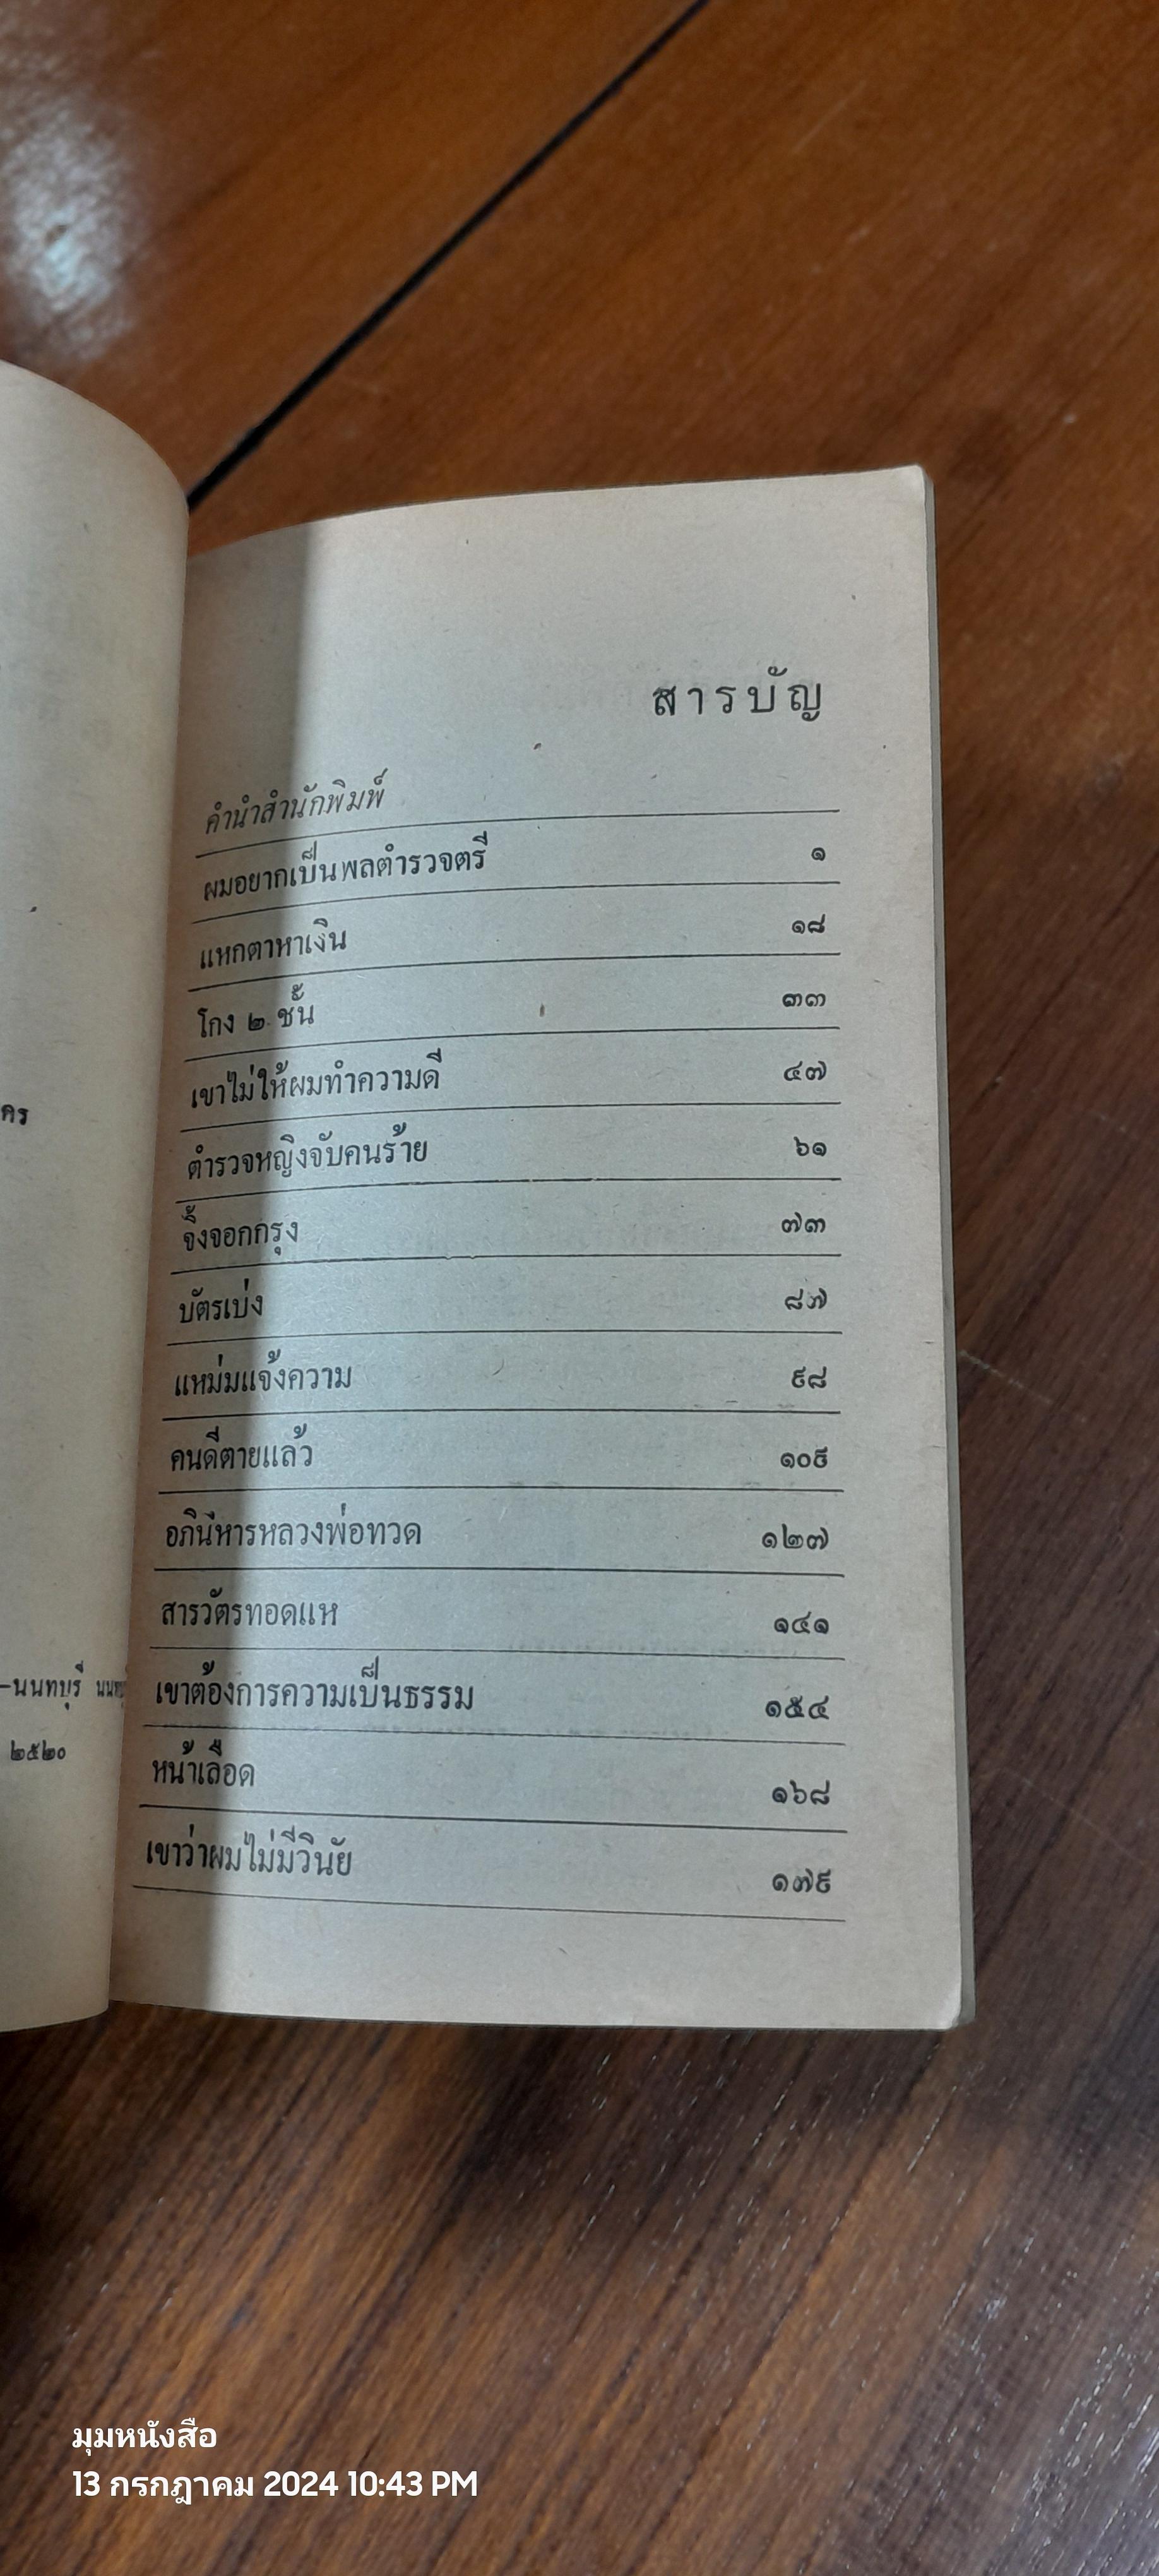 คร
–นนทบุรี
๒๕๒๐
สารบัญ
คำนำสำนักพิมพ์
ผมอยากเป็นพลตำรวจตรี ๑
แหกตาหาเงิน ๑๘
โกง ๒ ชั้น ๓๓
เขาไม่ให้ผมทำความดี ๔๗
ตำรวจหญิงจับคนร้าย ๖๑
จิ้งจอกกรุง ๗๓
บัตรเบ่ง ๘๗
แหม่มแจ้งความ ๙๘
คนดีตายแล้ว ๑๐๙
อภินิหารหลวงพ่อทวด ๑๒๗
สารวัตรทอดแห ๑๔๑
เขาต้องการความเป็นธรรม ๑๕๔
หน้าเลือด ๑๖๘
เขาว่าผมไม่มีวินัย ๑๗๙
มุมหนังสือ
13 กรกฎาคม 2024 10:43 PM